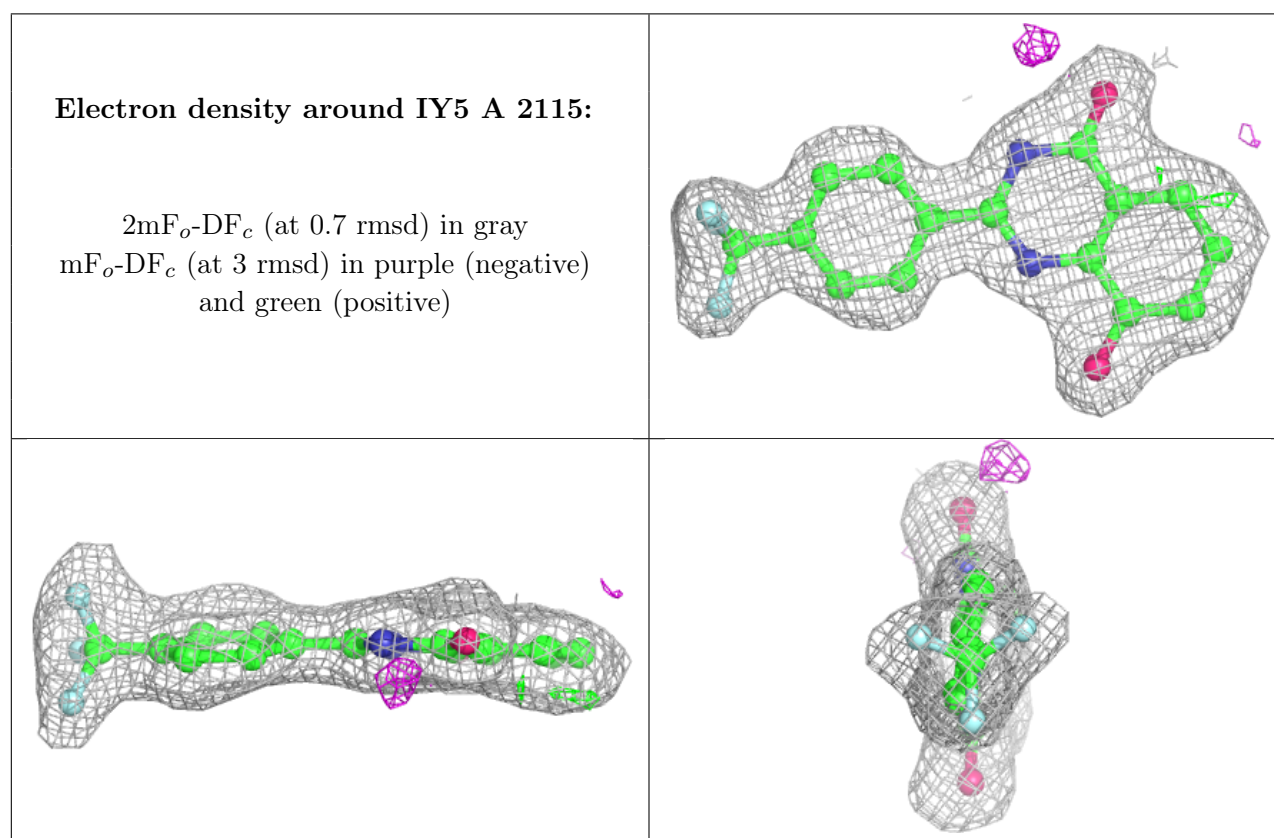 Electron density around IY5 A 2115:
2mFo-DFc (at 0.7 rmsd) in gray
mFo-DFc (at 3 rmsd) in purple (negative)
and green (positive)